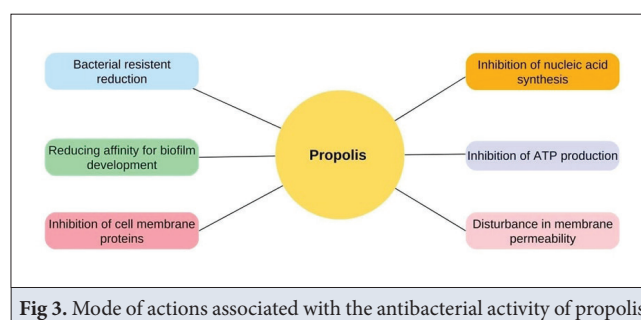 Bacterial resistent
reduction
Reducing affinity for biofilm
development
Inhibition of cell membrane
proteins
Propolis
Inhibition of nucleic acid
synthesis
Inhibition of ATP production
Disturbance in membrane
permeability
Fig 3. Mode of actions associated with the antibacterial activity of propolis